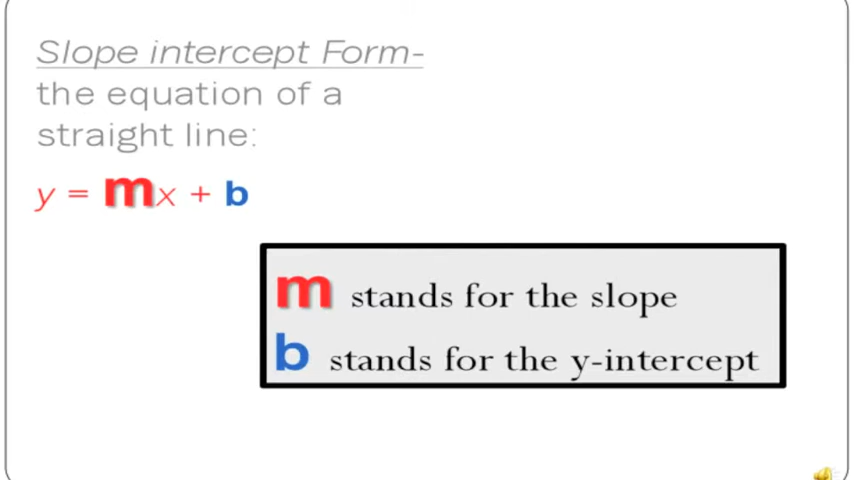 Slope intercept Form-
the equation of a
straight line:
y = mx + b
m stands for the slope
b stands for the y-intercept